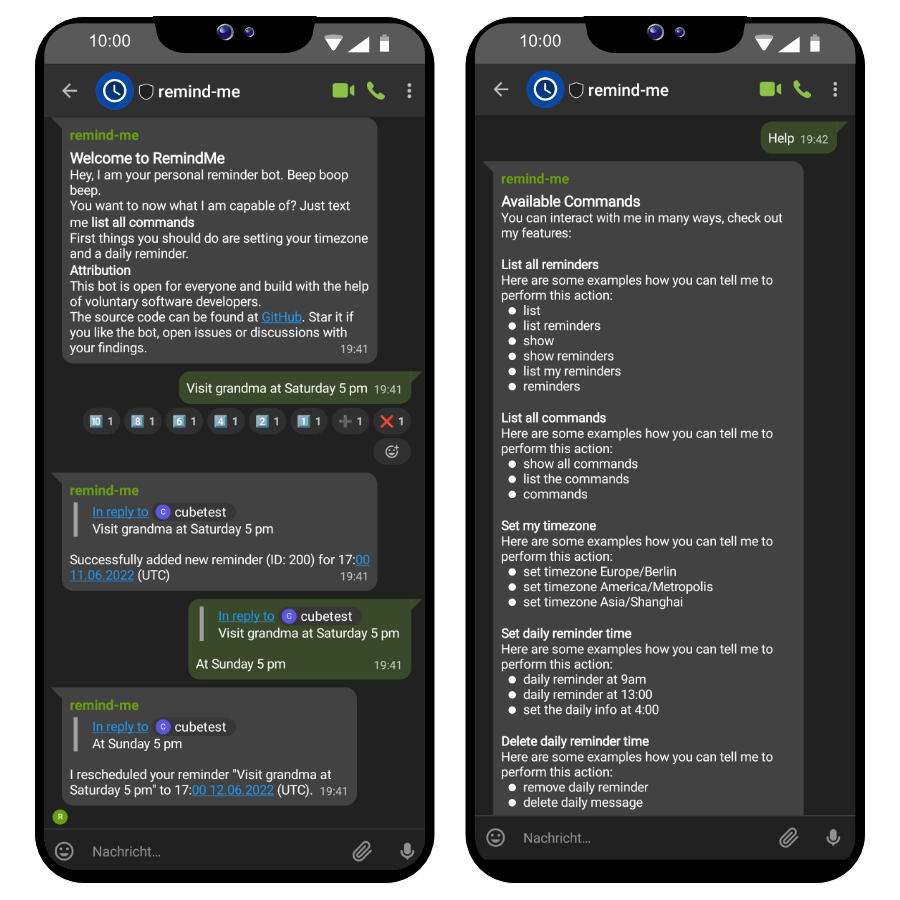 10:00
remind-me
remind-me
Welcome to RemindMe
Hey, I am your personal reminder bot. Beep boop
beep.
You want to now what I am capable of? Just text
me list all commands
First things you should do are setting your timezone
and a daily reminder.
Attribution
This bot is open for everyone and build with the help
of voluntary software developers.
The source code can be found at GitHub. Star it if
you like the bot, open issues or discussions with
your findings. 19:41
Visit grandma at Saturday 5 pm 19:41
🔟 1 8️⃣ 1 6️⃣ 1 4️⃣ 1 2️⃣ 1 1️⃣ 1 ➕ 1 ❌ 1
remind-me
In reply to C cubetest
Visit grandma at Saturday 5 pm
Successfully added new reminder (ID: 200) for 17:00
11.06.2022 (UTC) 19:41
In reply to C cubetest
Visit grandma at Saturday 5 pm
At Sunday 5 pm 19:41
remind-me
In reply to C cubetest
At Sunday 5 pm
I rescheduled your reminder "Visit grandma at
Saturday 5 pm" to 17:00 12.06.2022 (UTC). 19:41
R
Nachricht…
10:00
remind-me
Help 19:42
remind-me
Available Commands
You can interact with me in many ways, check out
my features:
List all reminders
Here are some examples how you can tell me to
perform this action:
● list
● list reminders
● show
● show reminders
● list my reminders
● reminders
List all commands
Here are some examples how you can tell me to
perform this action:
● show all commands
● list the commands
● commands
Set my timezone
Here are some examples how you can tell me to
perform this action:
● set timezone Europe/Berlin
● set timezone America/Metropolis
● set timezone Asia/Shanghai
Set daily reminder time
Here are some examples how you can tell me to
perform this action:
● daily reminder at 9am
● daily reminder at 13:00
● set the daily info at 4:00
Delete daily reminder time
Here are some examples how you can tell me to
perform this action:
● remove daily reminder
● delete daily message
Nachricht…